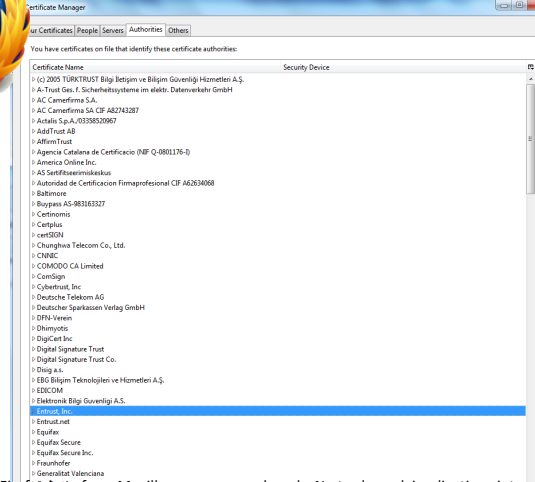 Certificate Manager
ur Certificates People Servers Authorities Others
You have certificates on file that identify these certificate authorities:
Certificate Name Security Device
(c) 2005 TÜRKTRUST Bilgi İletişim ve Bilişim Güvenliği Hizmetleri A.Ş.
A-Trust Ges. f. Sicherheitssysteme im elektr. Datenverkehr GmbH
AC Camerfirma S.A.
AC Camerfirma SA CIF A82743287
Actalis S.p.A./03358520967
AddTrust AB
AffirmTrust
Agencia Catalana de Certificacio (NIF Q-0801176-I)
America Online Inc.
AS Sertifitseerimiskeskus
Autoridad de Certificacion Firmaprofesional CIF A62634068
Baltimore
Buypass AS-983163327
Certinomis
Certplus
certSIGN
Chunghwa Telecom Co., Ltd.
CNNIC
COMODO CA Limited
ComSign
Cybertrust, Inc
Deutsche Telekom AG
Deutscher Sparkassen Verlag GmbH
DFN-Verein
Dhimyotis
DigiCert Inc
Digital Signature Trust
Digital Signature Trust Co.
Disig a.s.
EBG Bilişim Teknolojileri ve Hizmetleri A.Ş.
EDICOM
Elektronik Bilgi Guvenligi A.S.
Entrust, Inc.
Entrust.net
Equifax
Equifax Secure
Equifax Secure Inc.
Fraunhofer
Generalitat Valenciana